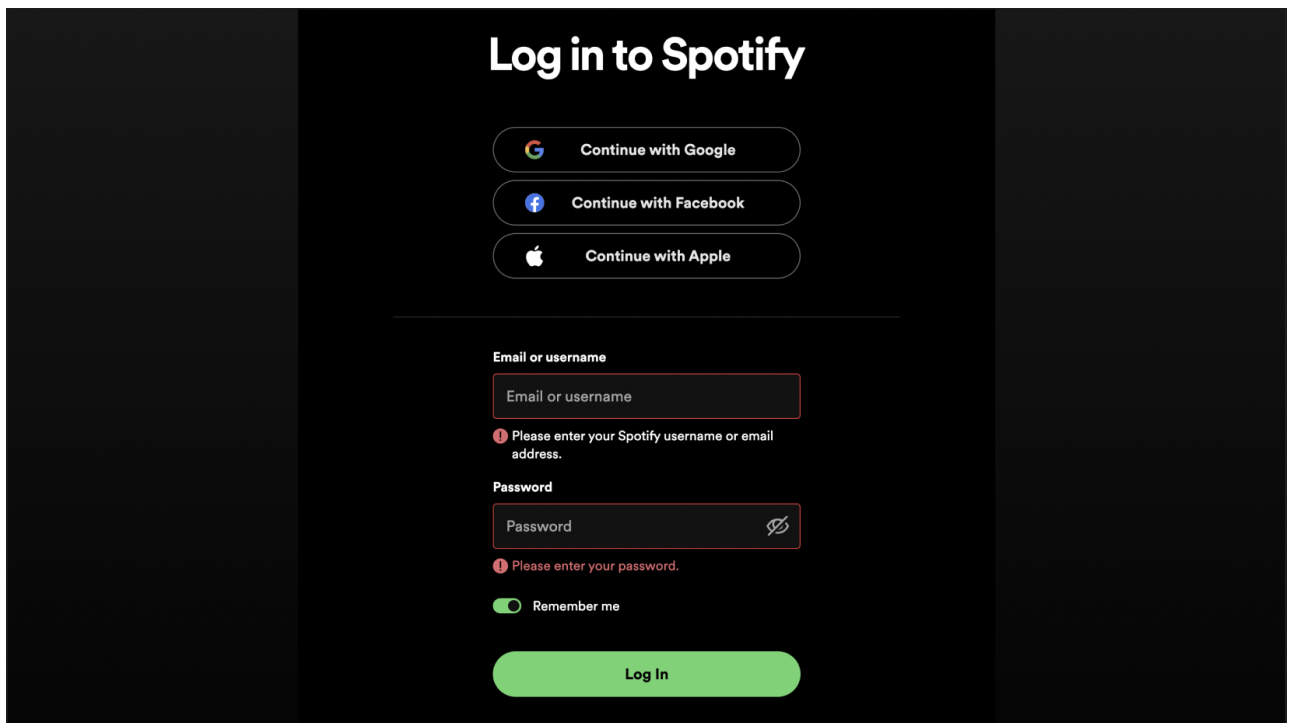 Log in to Spotify
Continue with Google
Continue with Facebook
Continue with Apple
Email or username
Email or username
Please enter your Spotify username or email
address.
Password
Password
Please enter your password.
Remember me
Log In